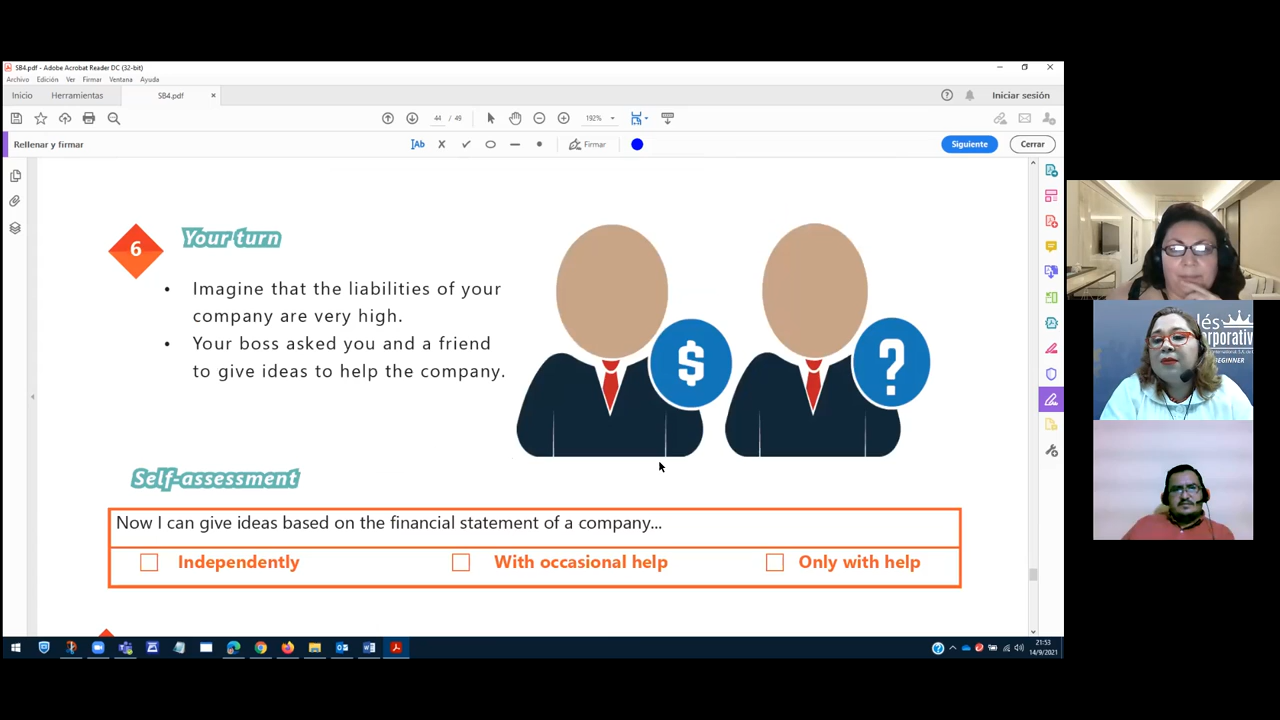 SB4.pdf - Adobe Acrobat Reader DC (32-bit)
Archivo Edición Ver Firmar Ventana Ayuda
Inicio Herramientas SB4.pdf × Iniciar sesión
44 / 49 192%
Rellenar y firmar Ab Firmar Siguiente Cerrar
6 Your turn
• Imagine that the liabilities of your
company are very high.
• Your boss asked you and a friend
to give ideas to help the company.
$ ?
Self-assessment
Now I can give ideas based on the financial statement of a company...
Independently With occasional help Only with help
lés
orporativ
BEGINNER
21:53
14/9/2021